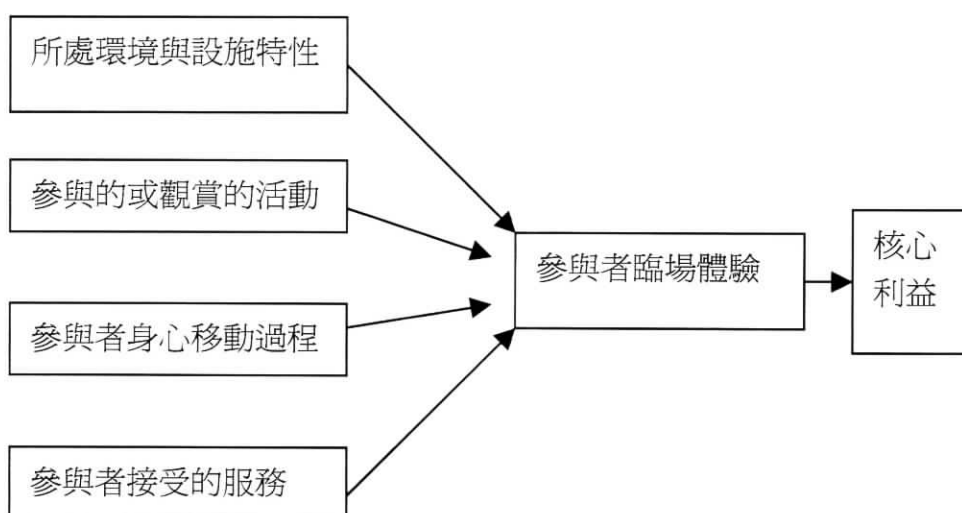 所處環境與設施特性
參與的或觀賞的活動
參與者身心移動過程
參與者接受的服務
參與者臨場體驗
核心
利益